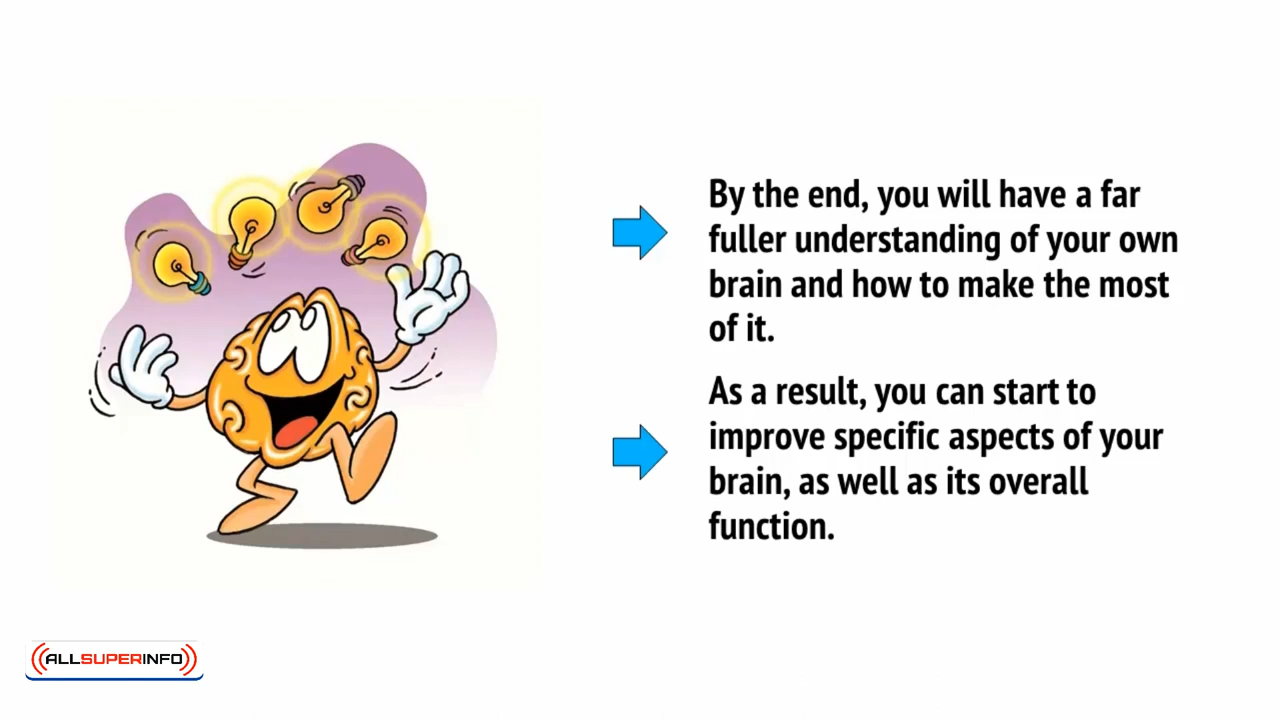 By the end, you will have a far
fuller understanding of your own
brain and how to make the most
of it.
As a result, you can start to
improve specific aspects of your
brain, as well as its overall
function.
ALLSUPERINFO